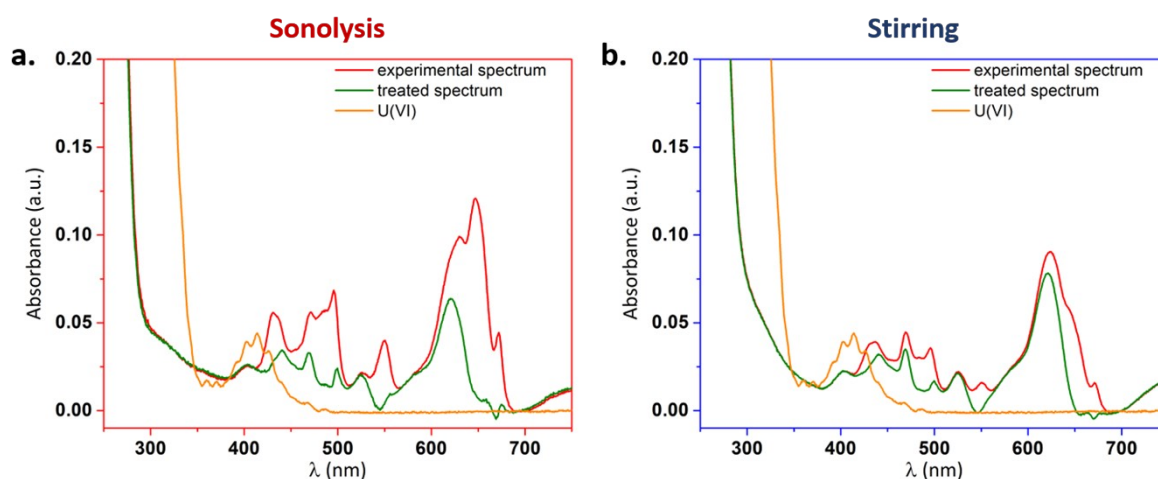 Sonolysis
a.
experimental spectrum
treated spectrum
U(VI)
0.20
0.15
0.10
0.05
0.00
Absorbance (a.u.)
300 400 500 600 700
λ (nm)
Stirring
b.
experimental spectrum
treated spectrum
U(VI)
0.20
0.15
0.10
0.05
0.00
Absorbance (a.u.)
300 400 500 600 700
λ (nm)